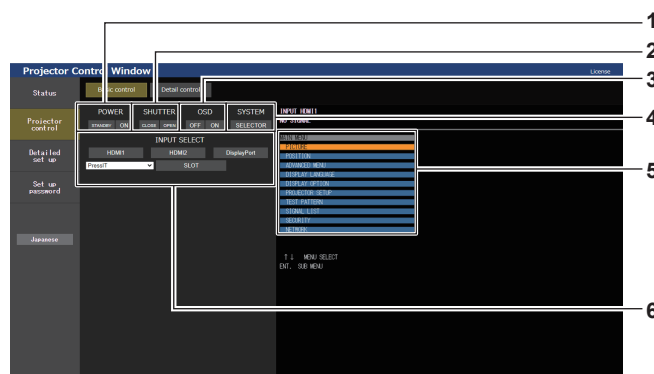 1
2
Projector Control Window
License
3
Status
Basic control
Detail control
POWER
SHUTTER
OSD
SYSTEM
INPUT HDMI1
NO SIGNAL
4
STANDBY ON
CLOSE OPEN
OFF ON
SELECTOR
Projector control
INPUT SELECT
MAIN MENU
PICTURE
HDMI1
HDMI2
DisplayPort
POSITION
5
PressIT
SLOT
ADVANCED MENU
Detailed set up
DISPLAY LANGUAGE
DISPLAY OPTION
PROJECTOR SETUP
Set up password
TEST PATTERN
SIGNAL LIST
SECURITY
NETWORK
Japanese
↑↓ MENU SELECT
ENT. SUB MENU
6